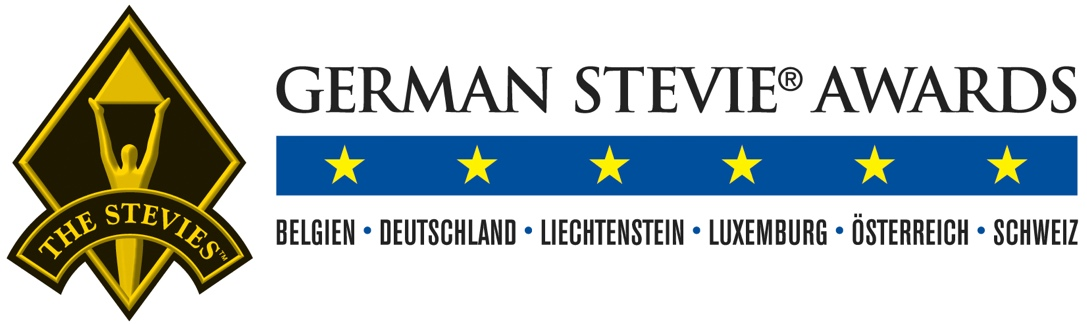 THE STEVIES™
GERMAN STEVIE® AWARDS
BELGIEN • DEUTSCHLAND • LIECHTENSTEIN • LUXEMBURG • ÖSTERREICH • SCHWEIZ